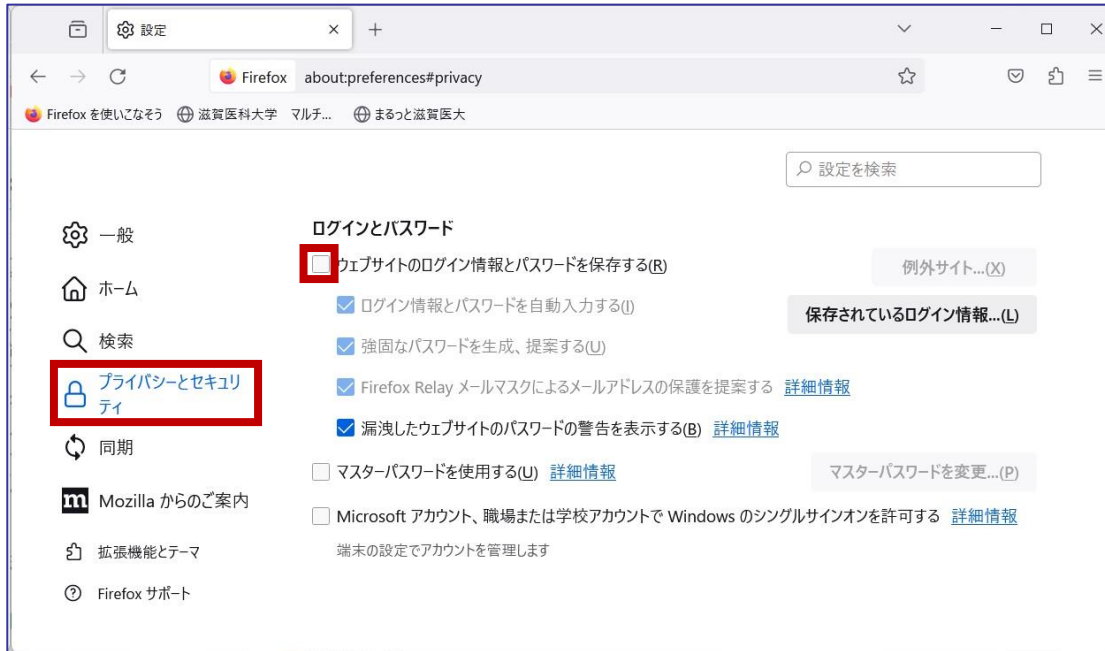 設定
Firefox about:preferences#privacy
Firefox を使いこなそう 滋賀医科大学 マルチ... まるっと滋賀医大
設定を検索
一般
ホーム
検索
プライバシーとセキュリ
ティ
同期
Mozilla からのご案内
拡張機能とテーマ
Firefox サポート
ログインとパスワード
ウェブサイトのログイン情報とパスワードを保存する(R) 例外サイト...(X)
ログイン情報とパスワードを自動入力する(I) 保存されているログイン情報...(L)
強固なパスワードを生成、提案する(U)
Firefox Relay メールマスクによるメールアドレスの保護を提案する 詳細情報
漏洩したウェブサイトのパスワードの警告を表示する(B) 詳細情報
マスターパスワードを使用する(U) 詳細情報 マスターパスワードを変更...(P)
Microsoft アカウント、職場または学校アカウントで Windows のシングルサインオンを許可する 詳細情報
端末の設定でアカウントを管理します